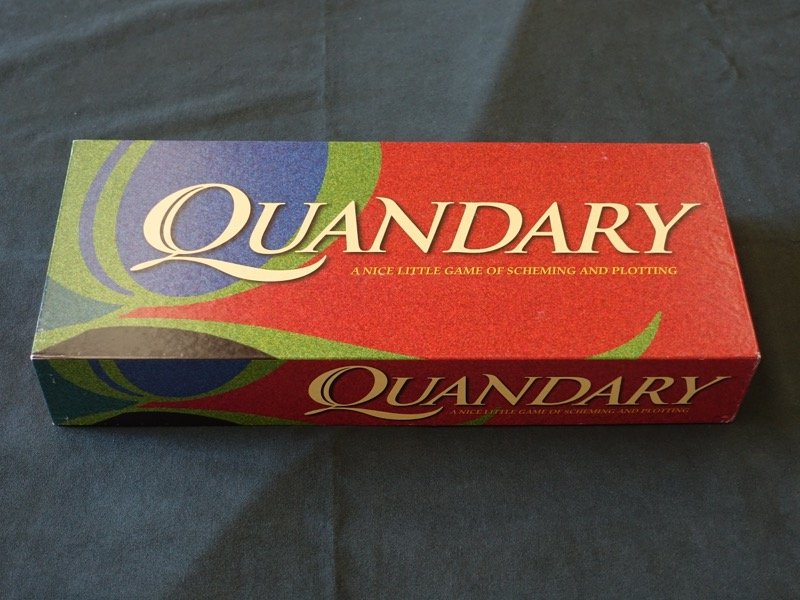 QUANDARY
A NICE LITTLE GAME OF SCHEMING AND PLOTTING
QUANDARY
A NICE LITTLE GAME OF SCHEMING AND PLOTTING